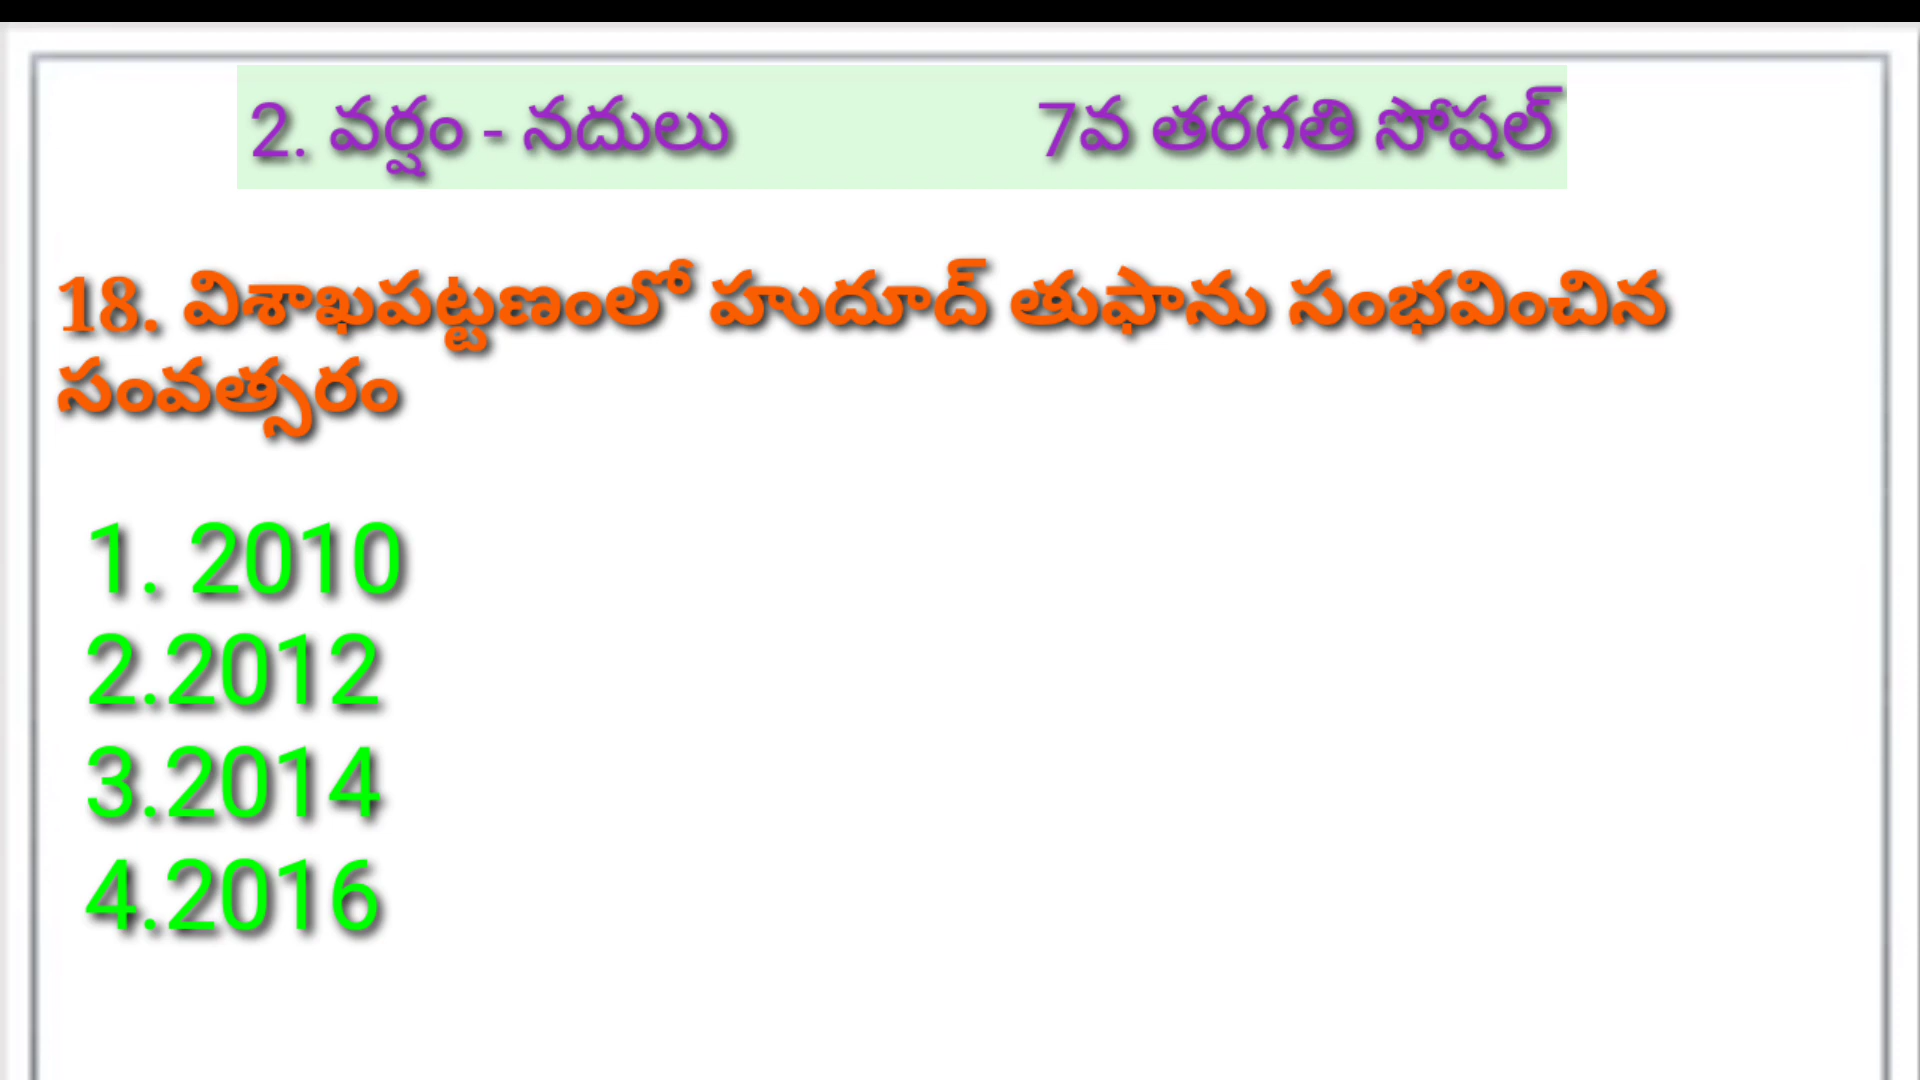 2. వర్షం - నదులు 7వ తరగతి సోషల్
18. విశాఖపట్టణంలో హుదూద్ తుఫాను సంభవించిన
సంవత్సరం
1. 2010
2.2012
3.2014
4.2016